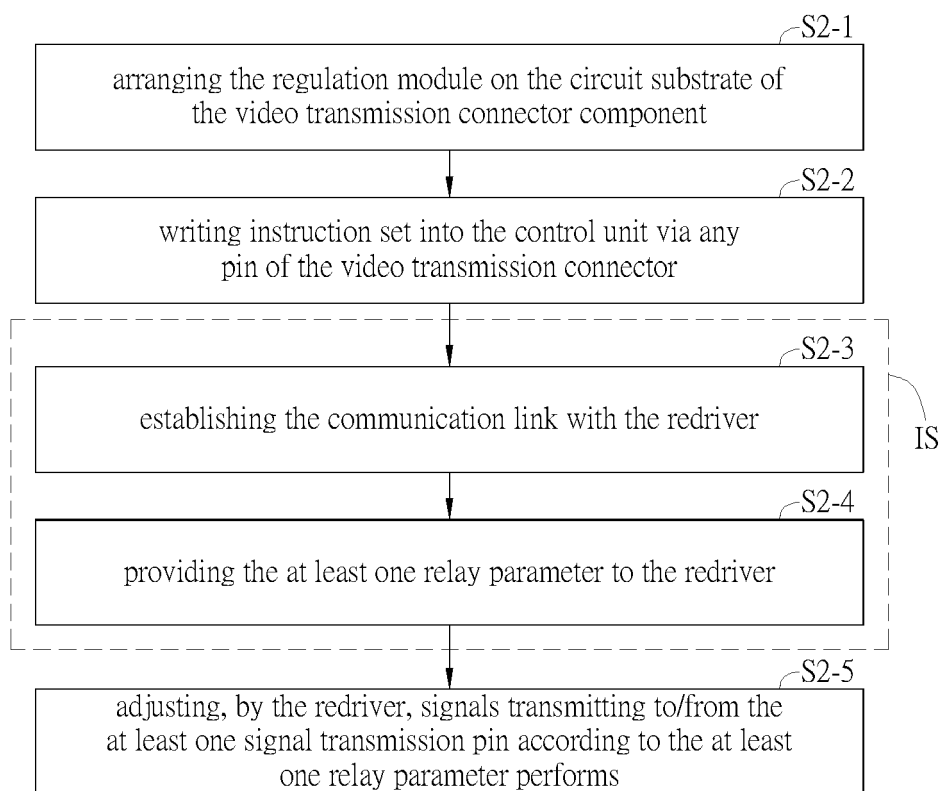 S2-1
arranging the regulation module on the circuit substrate of
the video transmission connector component
S2-2
writing instruction set into the control unit via any
pin of the video transmission connector
S2-3
establishing the communication link with the redriver
IS
S2-4
providing the at least one relay parameter to the redriver
S2-5
adjusting, by the redriver, signals transmitting to/from the
at least one signal transmission pin according to the at least
one relay parameter performs